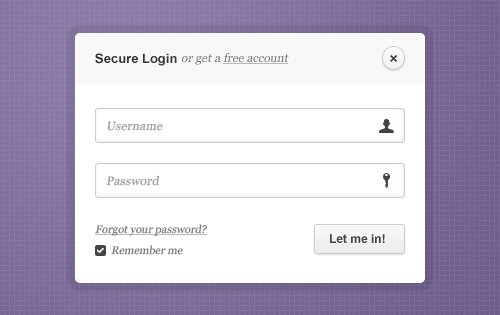 Secure Login or get a free account
Username
Password
Forgot your password?
Remember me
Let me in!